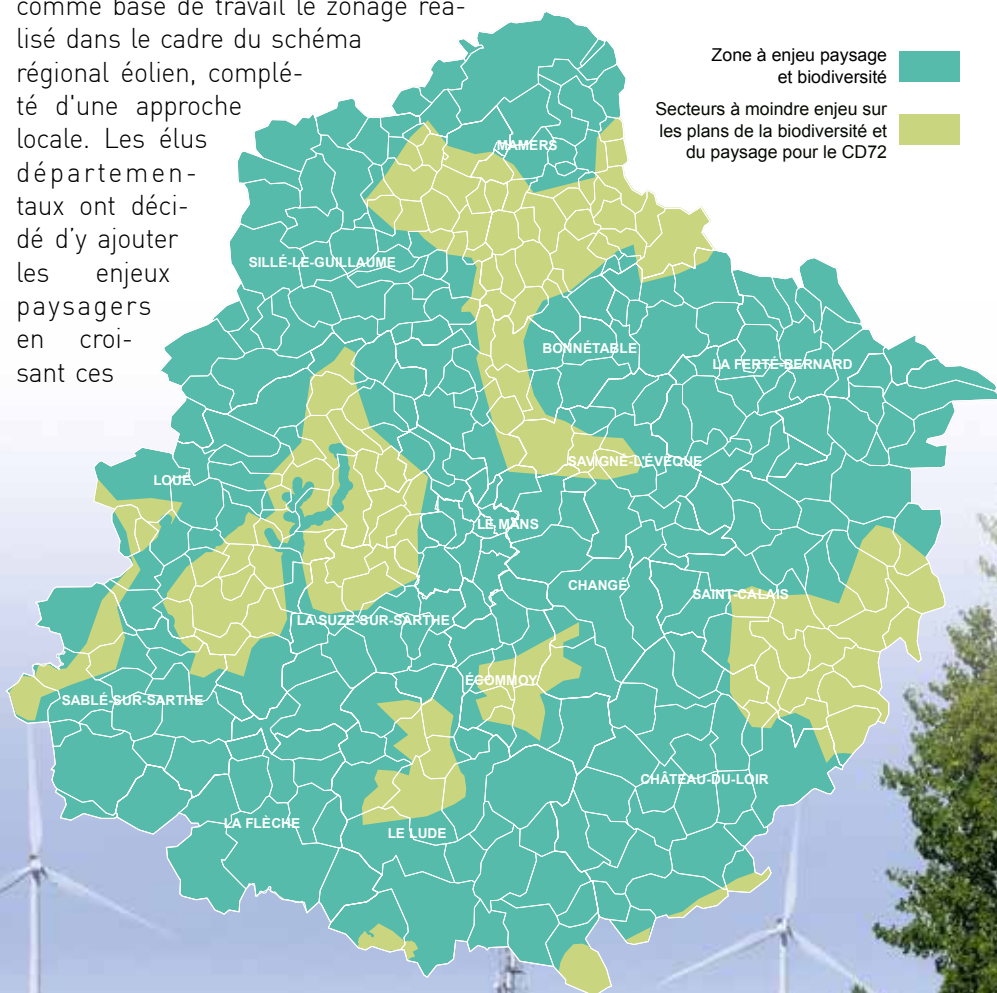 comme base de travail le zonage réa-
lisé dans le cadre du schéma
régional éolien, complé-
té d'une approche
locale. Les élus
départemen-
taux ont déci-
dé d'y ajouter
les enjeux
paysagers
en croi-
sant ces
Zone à enjeu paysage
et biodiversité
Secteurs à moindre enjeu sur
les plans de la biodiversité et
du paysage pour le CD72
MAMERS
SILLÉ-LE-GUILLAUME
BONNÉTABLE
LA FERTÉ-BERNARD
SAVIGNÉ-L'ÉVEQUE
LOUÉ
LE MANS
CHANGÉ
SAINT-CALAIS
LA SUZE-SUR-SARTHE
ÉCOMMOY
SABLÉ-SUR-SARTHE
CHÂTEAU-DU-LOIR
LA FLÈCHE
LE LUDE